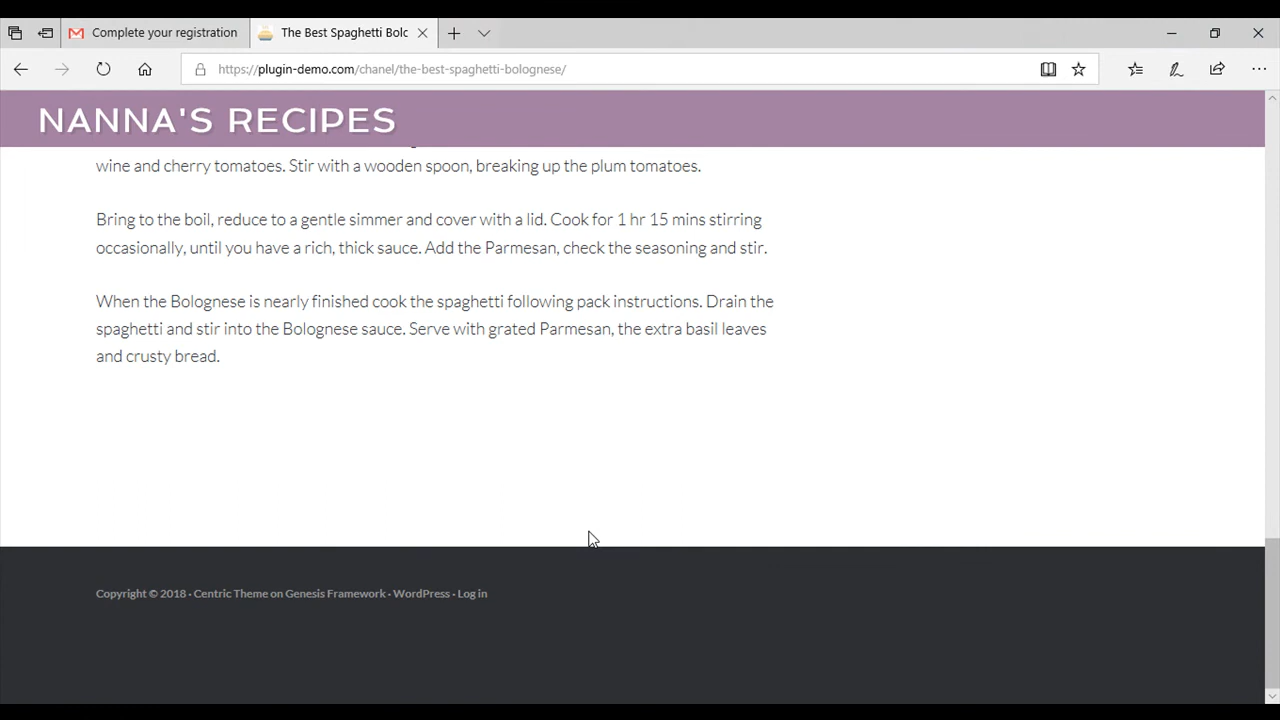 Complete your registration
The Best Spaghetti Bolc
https://plugin-demo.com/chanel/the-best-spaghetti-bolognese/
NANNA'S RECIPES
wine and cherry tomatoes. Stir with a wooden spoon, breaking up the plum tomatoes.
Bring to the boil, reduce to a gentle simmer and cover with a lid. Cook for 1 hr 15 mins stirring
occasionally, until you have a rich, thick sauce. Add the Parmesan, check the seasoning and stir.
When the Bolognese is nearly finished cook the spaghetti following pack instructions. Drain the
spaghetti and stir into the Bolognese sauce. Serve with grated Parmesan, the extra basil leaves
and crusty bread.
Copyright © 2018 · Centric Theme on Genesis Framework · WordPress · Log in